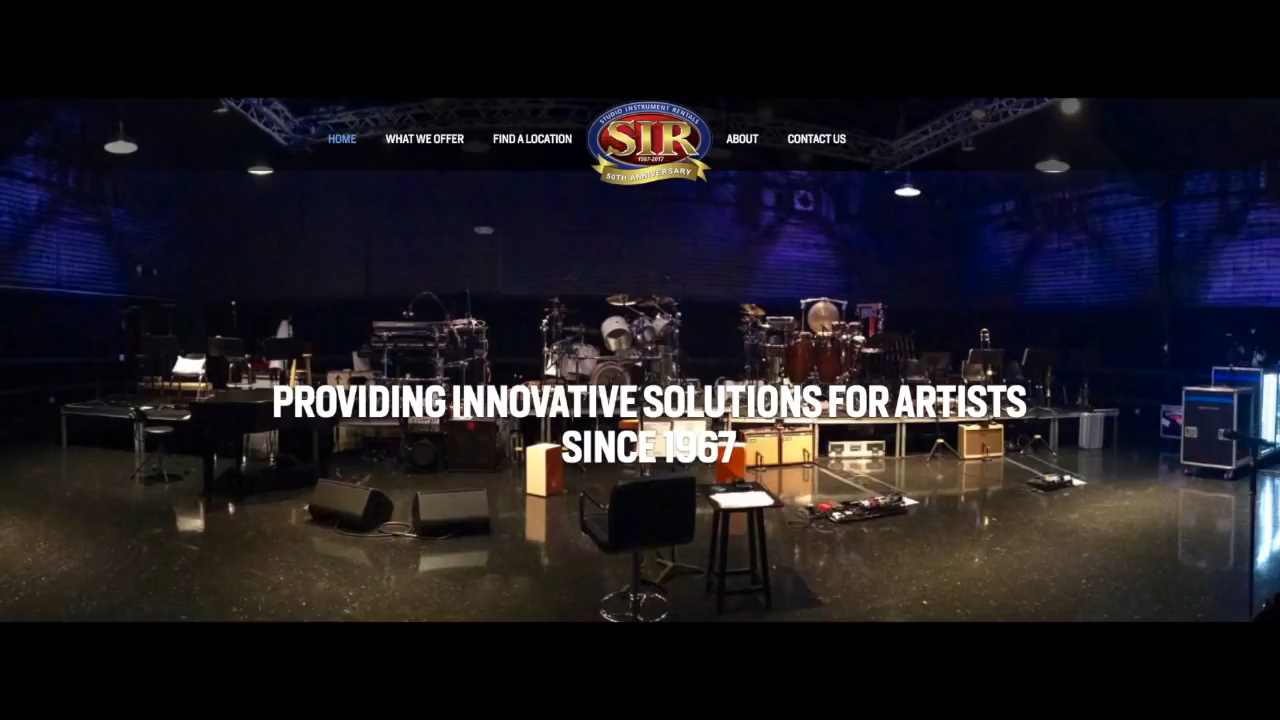 HOME WHAT WE OFFER FIND A LOCATION ABOUT CONTACT US
STUDIO INSTRUMENT RENTALS
SIR
1967-2017
50TH ANNIVERSARY
PROVIDING INNOVATIVE SOLUTIONS FOR ARTISTS
SINCE 1967